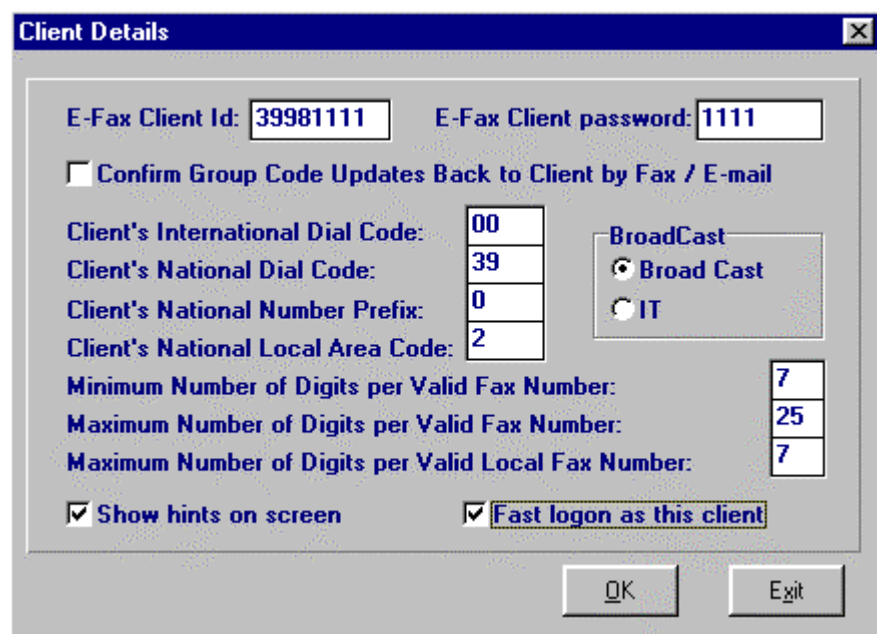 Client Details
E-Fax Client Id: 39981111 E-Fax Client password: 1111
Confirm Group Code Updates Back to Client by Fax / E-mail
Client's International Dial Code: 00
Client's National Dial Code: 39
Client's National Number Prefix: 0
Client's National Local Area Code: 2
BroadCast
Broad Cast
IT
Minimum Number of Digits per Valid Fax Number: 7
Maximum Number of Digits per Valid Fax Number: 25
Maximum Number of Digits per Valid Local Fax Number: 7
Show hints on screen Fast logon as this client
OK Exit